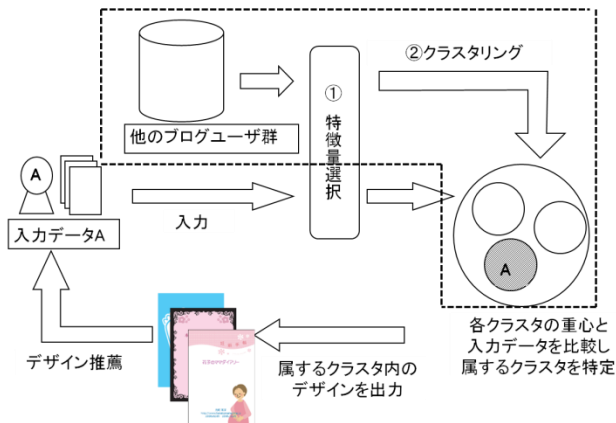 ②クラスタリング
①
特徴量選択
他のブログユーザ群
A
入力データA
入力
A
各クラスタの重心と
入力データを比較し
属するクラスタを特定
デザイン推薦
属するクラスタ内の
デザインを出力